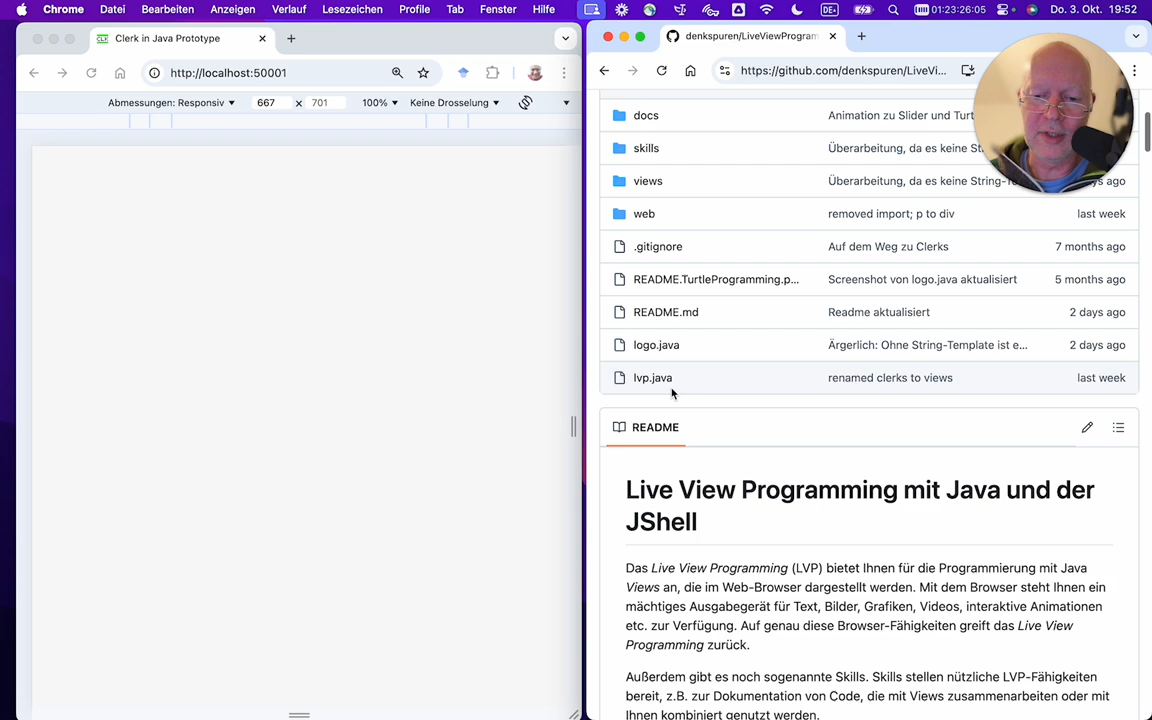 Chrome Datei Bearbeiten Anzeigen Verlauf Lesezeichen Profile Tab Fenster Hilfe DE+ 01:23:26:05 Do. 3. Okt. 19:52
Clerk in Java Prototype
http://localhost:50001
Abmessungen: Responsiv 667 × 701 100% Keine Drosselung
denkspuren/LiveViewProgram
https://github.com/denkspuren/LiveVi...
docs Animation zu Slider und Turt
skills Überarbeitung, da es keine S
views Überarbeitung, da es keine String-T ys ago
web removed import; p to div last week
.gitignore Auf dem Weg zu Clerks 7 months ago
README.TurtleProgramming.p... Screenshot von logo.java aktualisiert 5 months ago
README.md Readme aktualisiert 2 days ago
logo.java Ärgerlich: Ohne String-Template ist e... 2 days ago
lvp.java renamed clerks to views last week
README
Live View Programming mit Java und der
JShell
Das Live View Programming (LVP) bietet Ihnen für die Programmierung mit Java
Views an, die im Web-Browser dargestellt werden. Mit dem Browser steht Ihnen ein
mächtiges Ausgabegerät für Text, Bilder, Grafiken, Videos, interaktive Animationen
etc. zur Verfügung. Auf genau diese Browser-Fähigkeiten greift das Live View
Programming zurück.
Außerdem gibt es noch sogenannte Skills. Skills stellen nützliche LVP-Fähigkeiten
bereit, z.B. zur Dokumentation von Code, die mit Views zusammenarbeiten oder mit
Ihnen kombiniert genutzt werden.